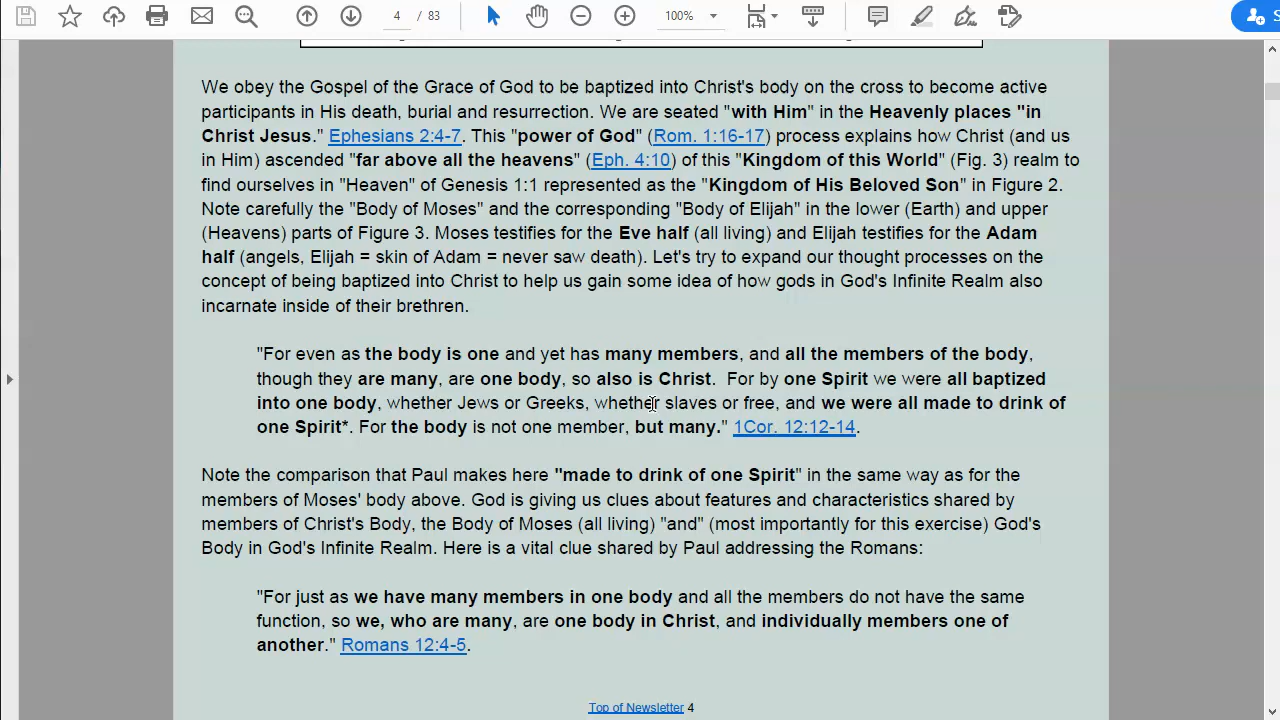 4 / 83 100%
We obey the Gospel of the Grace of God to be baptized into Christ's body on the cross to become active
participants in His death, burial and resurrection. We are seated "with Him" in the Heavenly places "in
Christ Jesus." Ephesians 2:4-7. This "power of God" (Rom. 1:16-17) process explains how Christ (and us
in Him) ascended "far above all the heavens" (Eph. 4:10) of this "Kingdom of this World" (Fig. 3) realm to
find ourselves in "Heaven" of Genesis 1:1 represented as the "Kingdom of His Beloved Son" in Figure 2.
Note carefully the "Body of Moses" and the corresponding "Body of Elijah" in the lower (Earth) and upper
(Heavens) parts of Figure 3. Moses testifies for the Eve half (all living) and Elijah testifies for the Adam
half (angels, Elijah = skin of Adam = never saw death). Let's try to expand our thought processes on the
concept of being baptized into Christ to help us gain some idea of how gods in God's Infinite Realm also
incarnate inside of their brethren.
"For even as the body is one and yet has many members, and all the members of the body,
though they are many, are one body, so also is Christ. For by one Spirit we were all baptized
into one body, whether Jews or Greeks, whether slaves or free, and we were all made to drink of
one Spirit*. For the body is not one member, but many." 1Cor. 12:12-14.
Note the comparison that Paul makes here "made to drink of one Spirit" in the same way as for the
members of Moses' body above. God is giving us clues about features and characteristics shared by
members of Christ's Body, the Body of Moses (all living) "and" (most importantly for this exercise) God's
Body in God's Infinite Realm. Here is a vital clue shared by Paul addressing the Romans:
"For just as we have many members in one body and all the members do not have the same
function, so we, who are many, are one body in Christ, and individually members one of
another." Romans 12:4-5.
Top of Newsletter 4